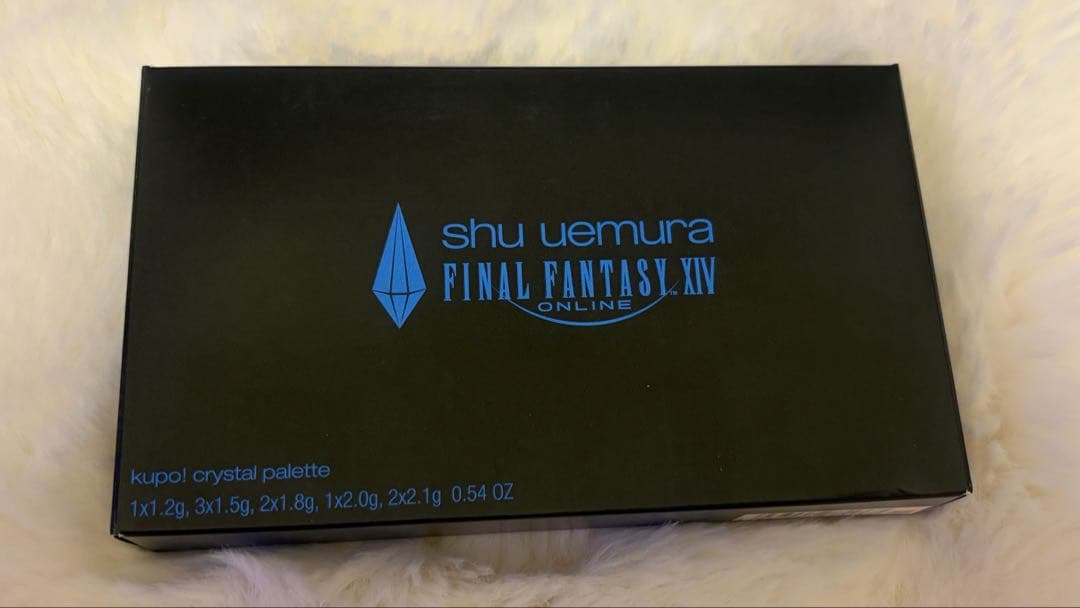 shu uemura
FINAL FANTASY. XIV
ONLINE
kupo! crystal palette
1x1.2g, 3x1.5g, 2x1.8g, 1x2.0g, 2x2.1g 0.54 OZ